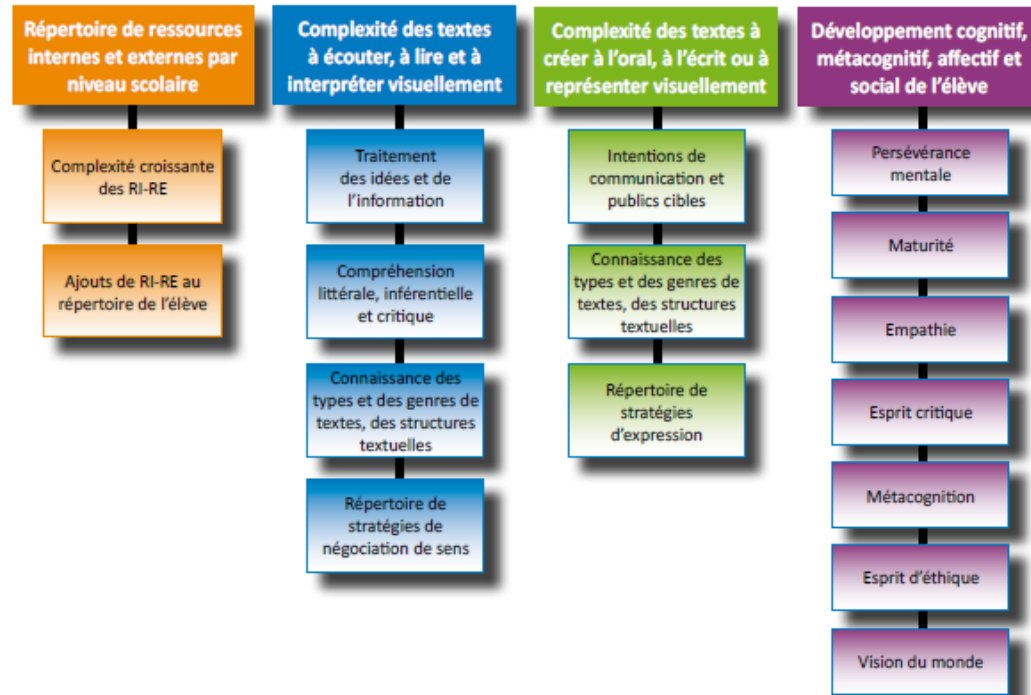 Répertoire de ressources
internes et externes par
niveau scolaire
Complexité croissante
des RI-RE
Ajouts de RI-RE au
répertoire de l'élève
Complexité des textes
à écouter, à lire et à
interpréter visuellement
Traitement
des idées et de
l'information
Compréhension
littérale, inférentielle
et critique
Connaissance des
types et des genres de
textes, des structures
textuelles
Répertoire de
stratégies de
négociation de sens
Complexité des textes à
créer à l'oral, à l'écrit ou à
représenter visuellement
Intentions de
communication et
publics cibles
Connaissance des
types et des genres de
textes, des structures
textuelles
Répertoire de
stratégies
d'expression
Développement cognitif,
métacognitif, affectif et
social de l'élève
Persévérance
mentale
Maturité
Empathie
Esprit critique
Métacognition
Esprit d'éthique
Vision du monde